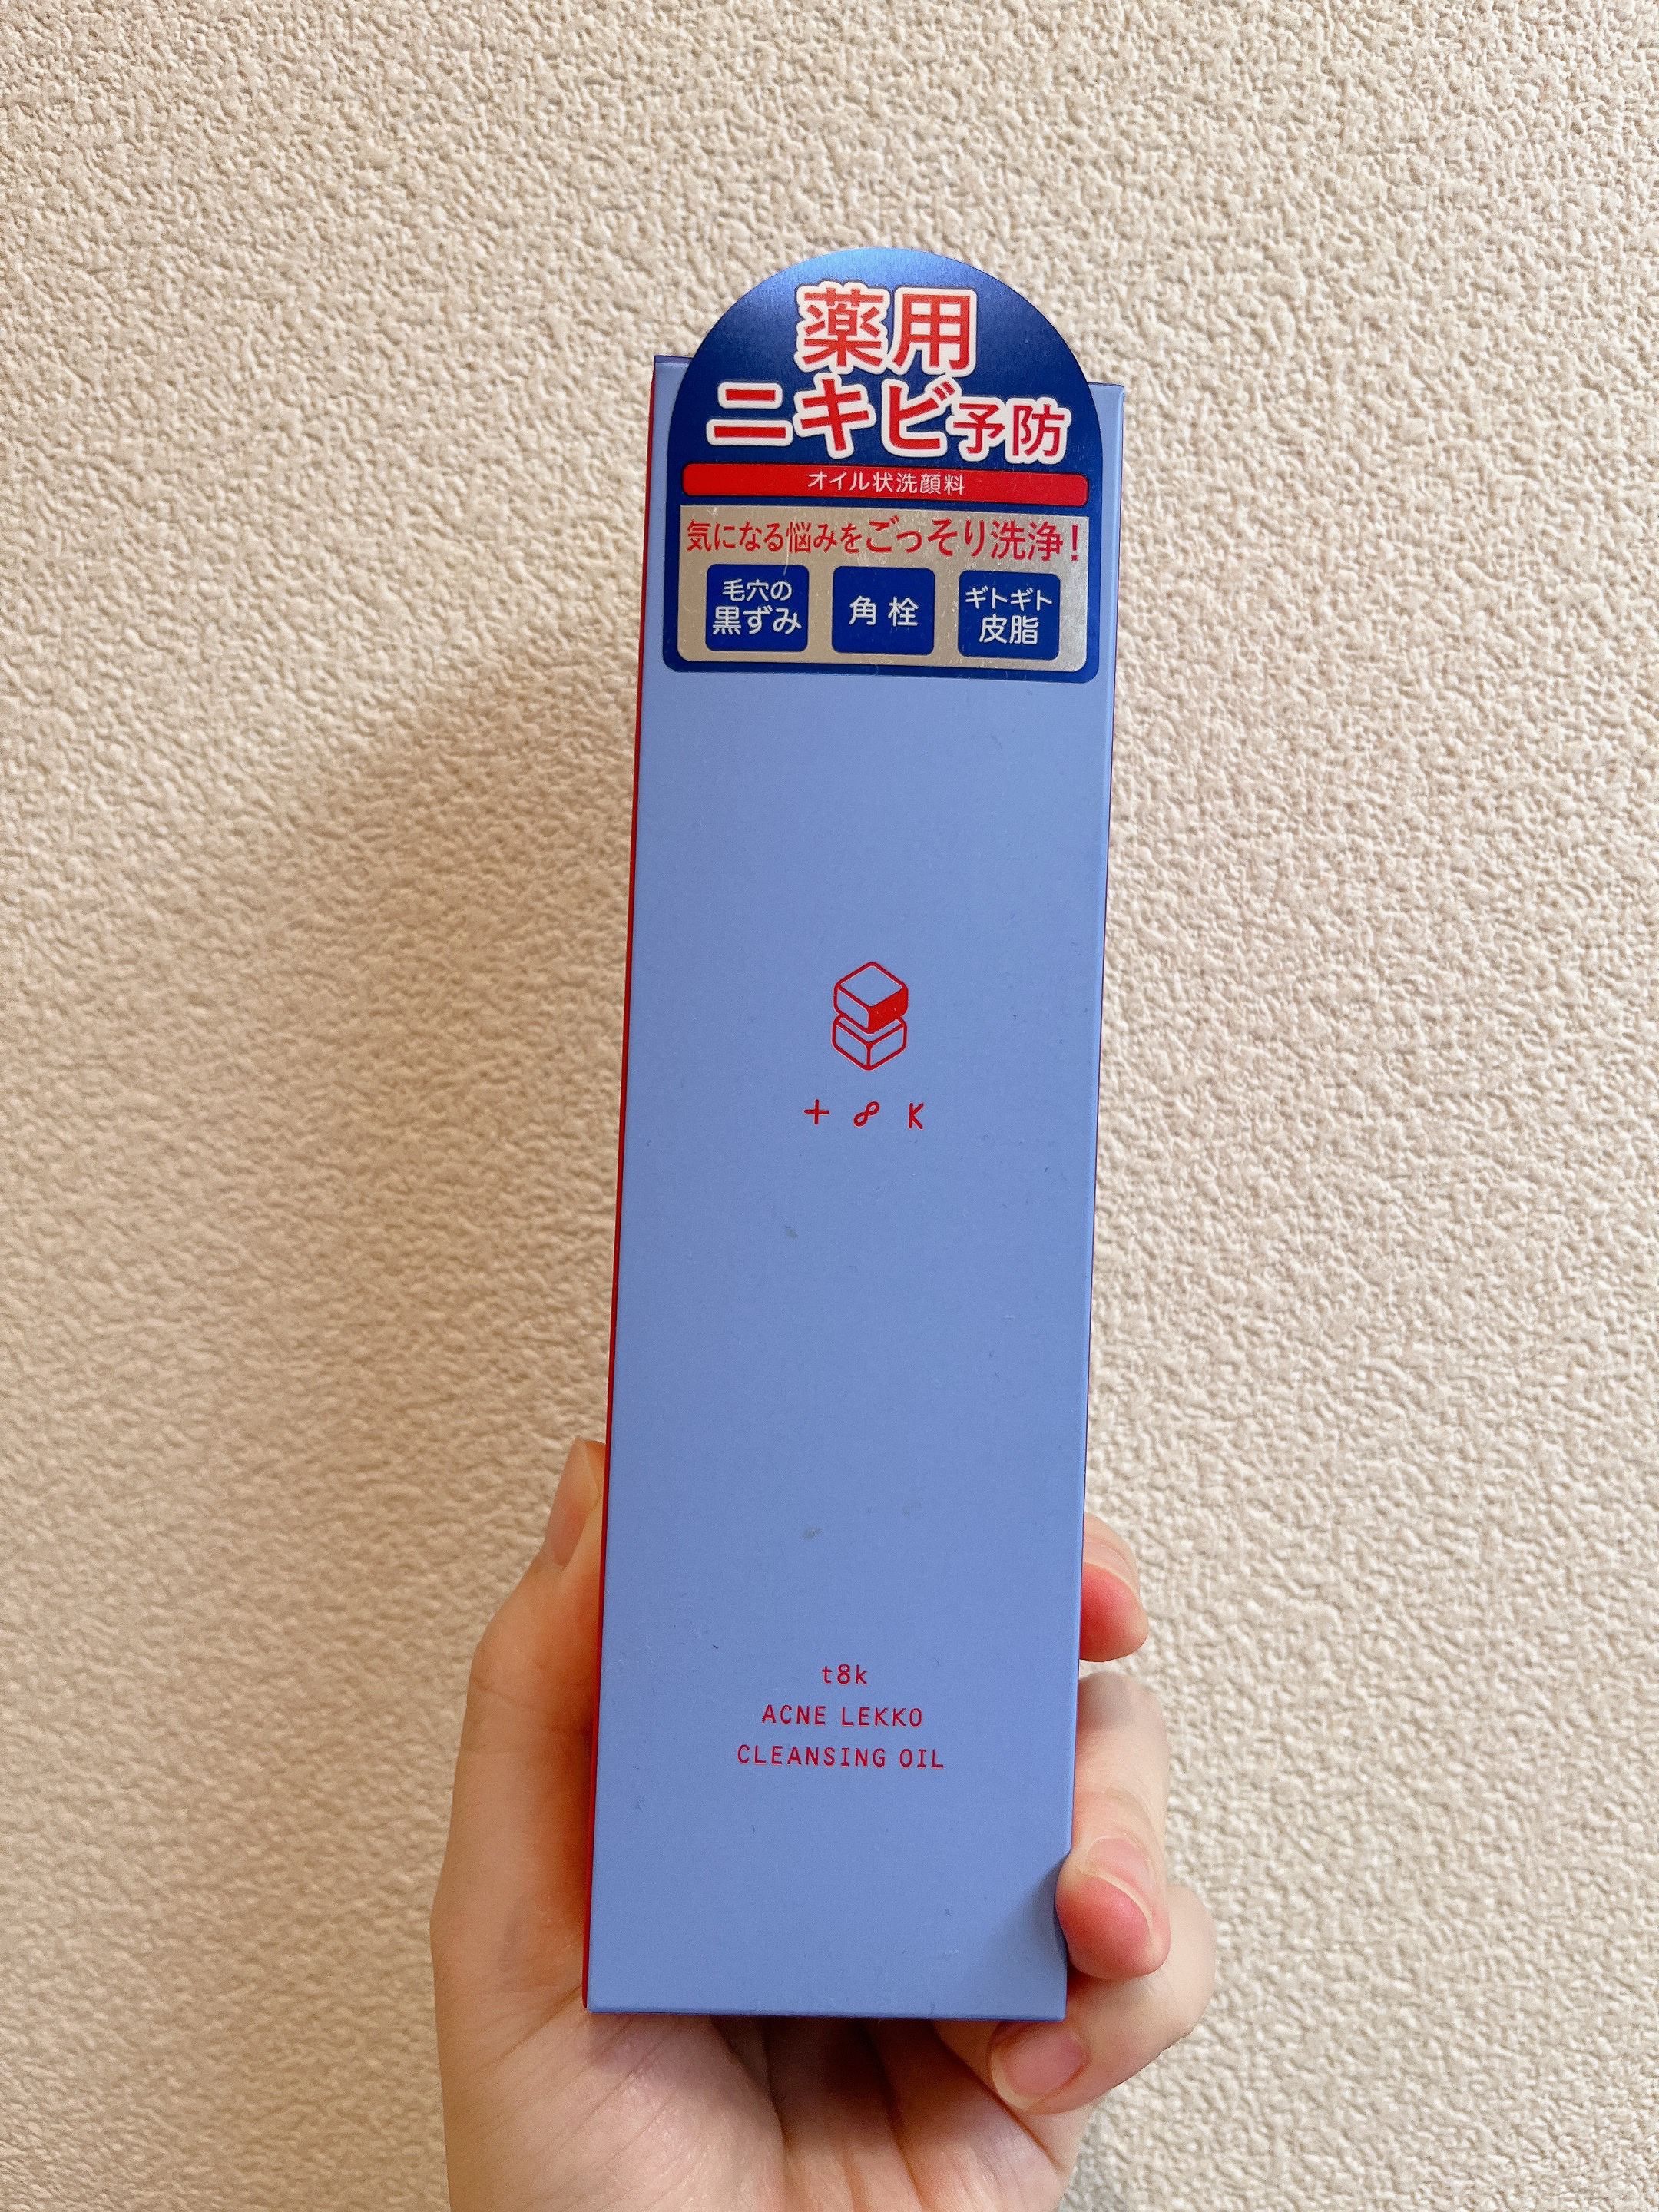 薬用
ニキビ予防
オイル状洗顔料
気になる悩みをごっそり洗浄!
毛穴の
黒ずみ
角栓
ギトギト
皮脂
t8k
t8k
ACNE LEKKO
CLEANSING OIL